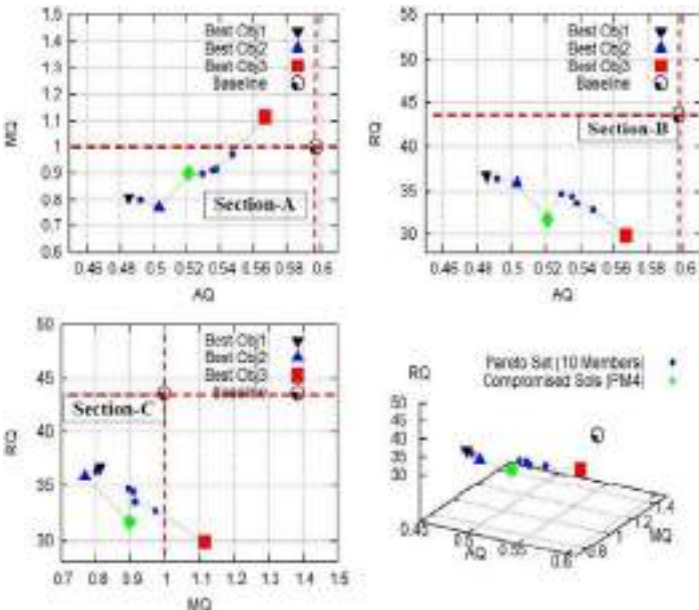 Best Obj1
Best Obj2
Best Obj3
Baseline
1.5
1.4
1.3
1.2
1.1
1
0.9
0.8
0.7
0.6
MQ
Section-A
0.46 0.48 0.5 0.52 0.54 0.56 0.58 0.6
AQ
Best Obj1
Best Obj2
Best Obj3
Baseline
55
50
45
40
35
30
RQ
Section-B
0.46 0.48 0.5 0.52 0.54 0.56 0.58 0.6
AQ
Best Obj1
Best Obj2
Best Obj3
Baseline
50
45
40
35
30
RQ
Section-C
0.7 0.8 0.9 1 1.1 1.2 1.3 1.4 1.5
MQ
Pareto Set (10 Members)
Compromised Sols (PM4)
RQ
50
45
40
35
30
0.45
0.5
0.55
0.6
AQ
0.8
1
1.2
1.4
MQ